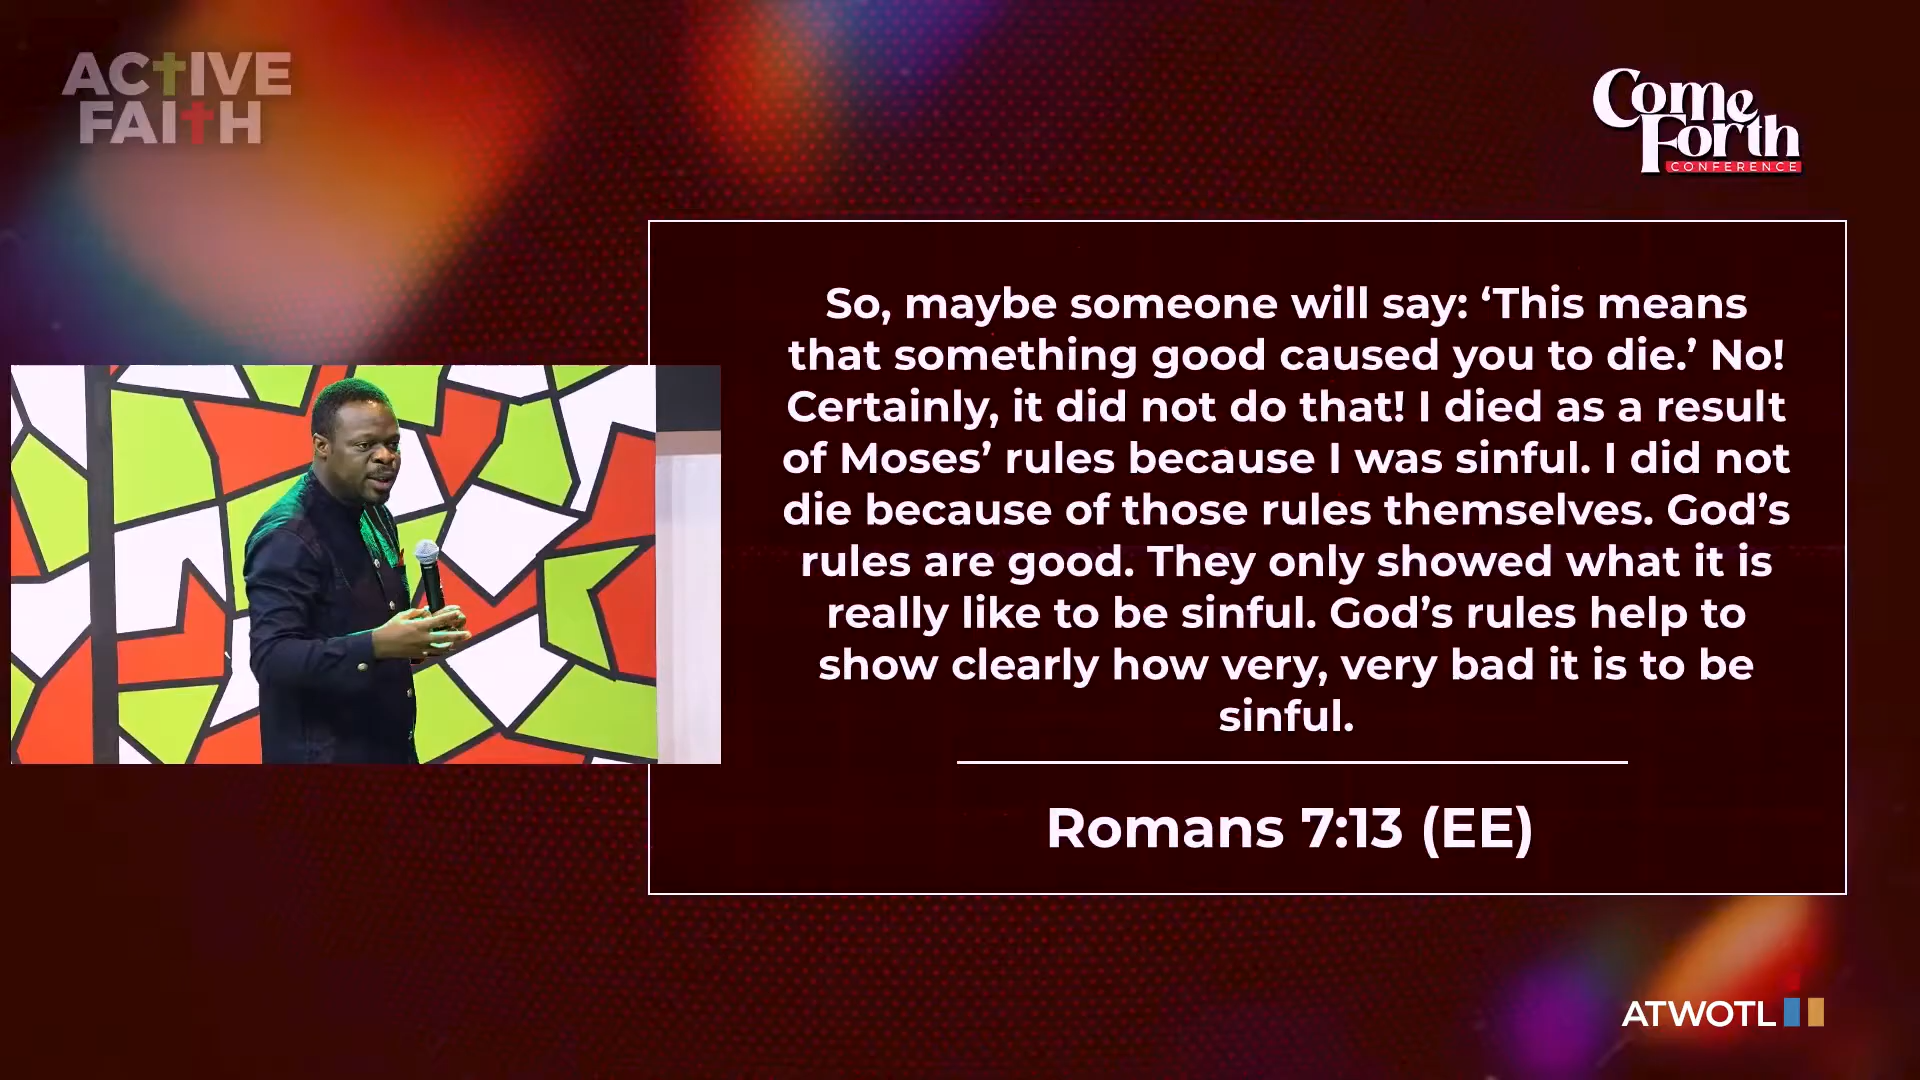 ACTIVE
FAITH
Come
Forth
CONFERENCE
So, maybe someone will say: ‘This means
that something good caused you to die.’ No!
Certainly, it did not do that! I died as a result
of Moses’ rules because I was sinful. I did not
die because of those rules themselves. God’s
rules are good. They only showed what it is
really like to be sinful. God’s rules help to
show clearly how very, very bad it is to be
sinful.
Romans 7:13 (EE)
ATWOTL